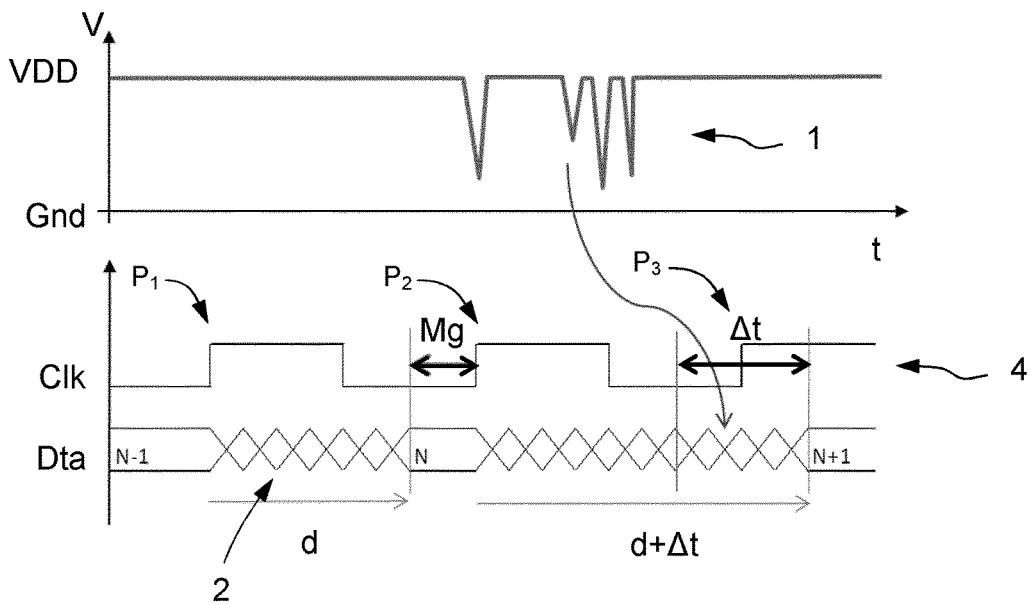 V
VDD
1
Gnd
t
P₁
P₂
P₃
Mg
Δt
Clk
4
Dta
N-1
N
N+1
d
d+Δt
2